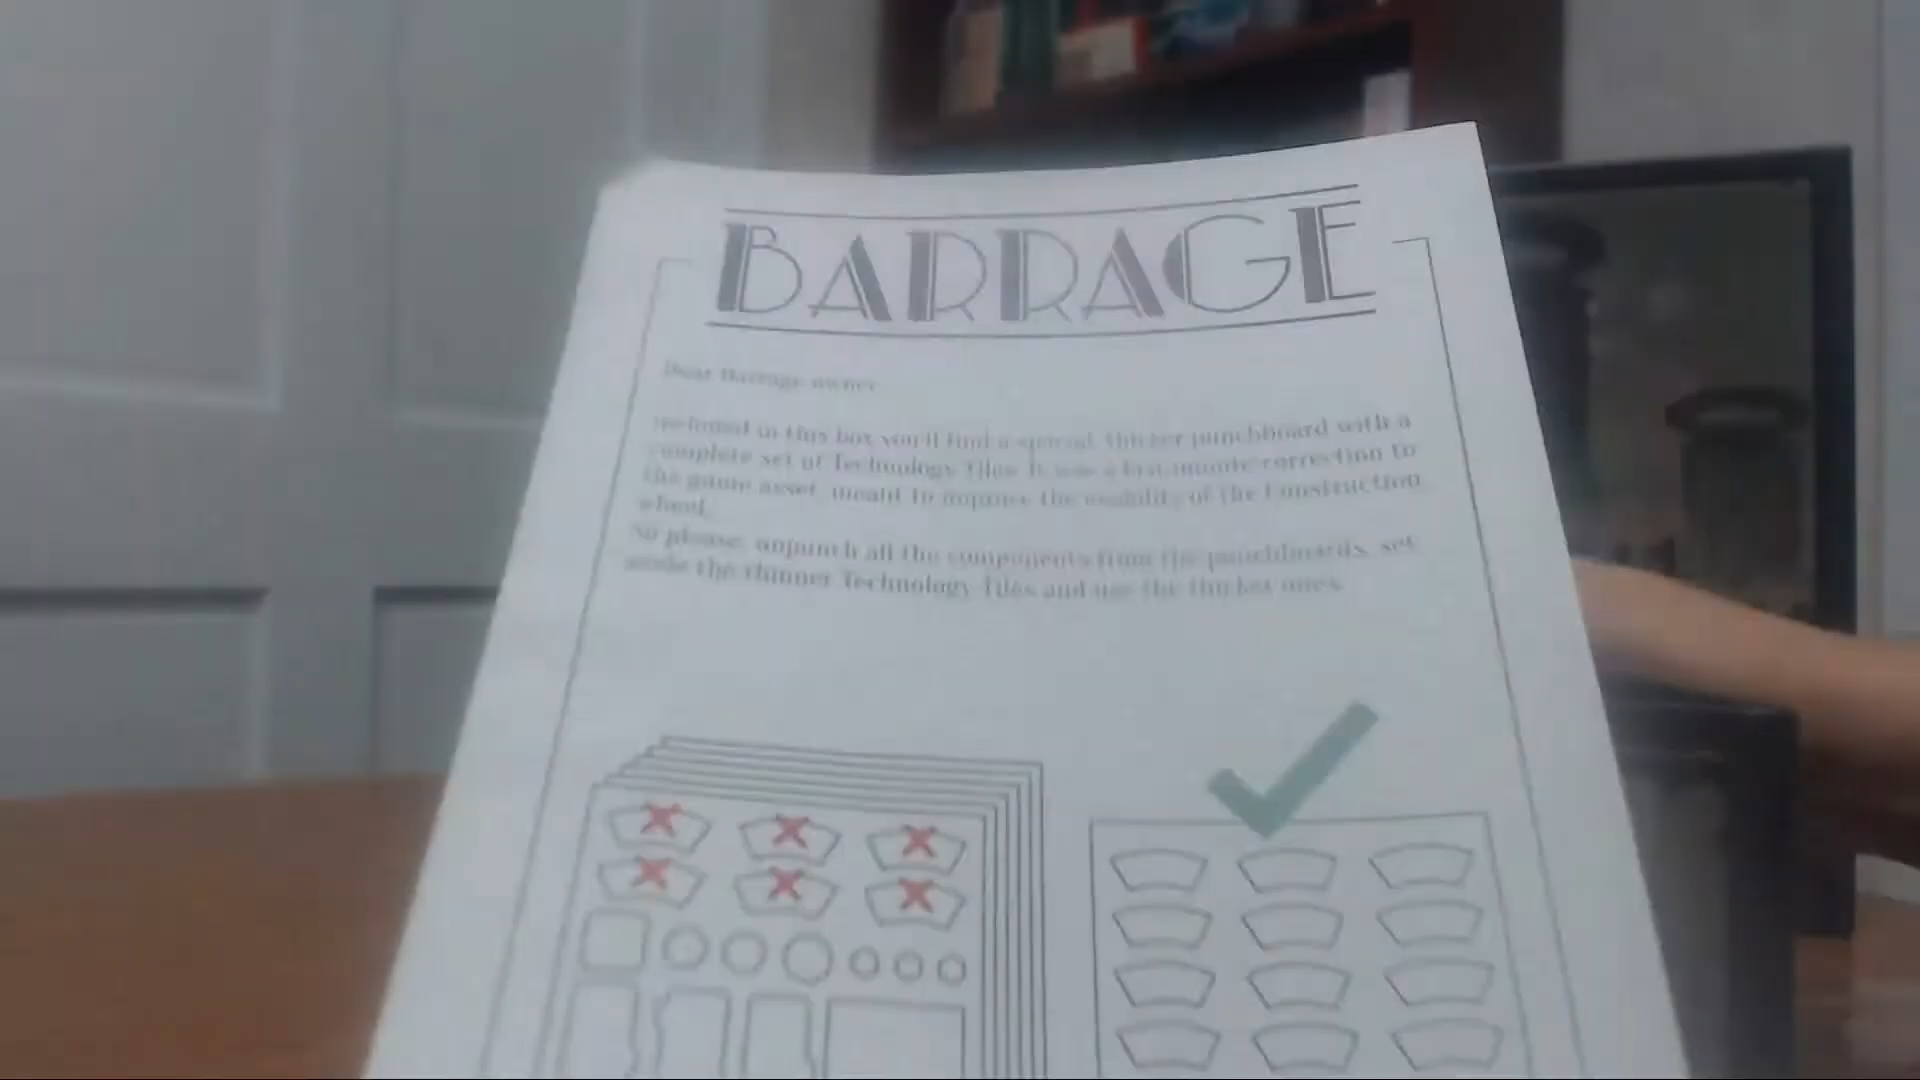 BARRAGE
Dear Barrage owner
included in this box you'll find a special, thicker punchboard with a
complete set of Technology Tiles. It was a last minute correction to
the game asset, meant to improve the usability of the Construction
wheel.
So please, unpunch all the components from the punchboards, set
aside the thinner Technology Tiles and use the thicker ones.